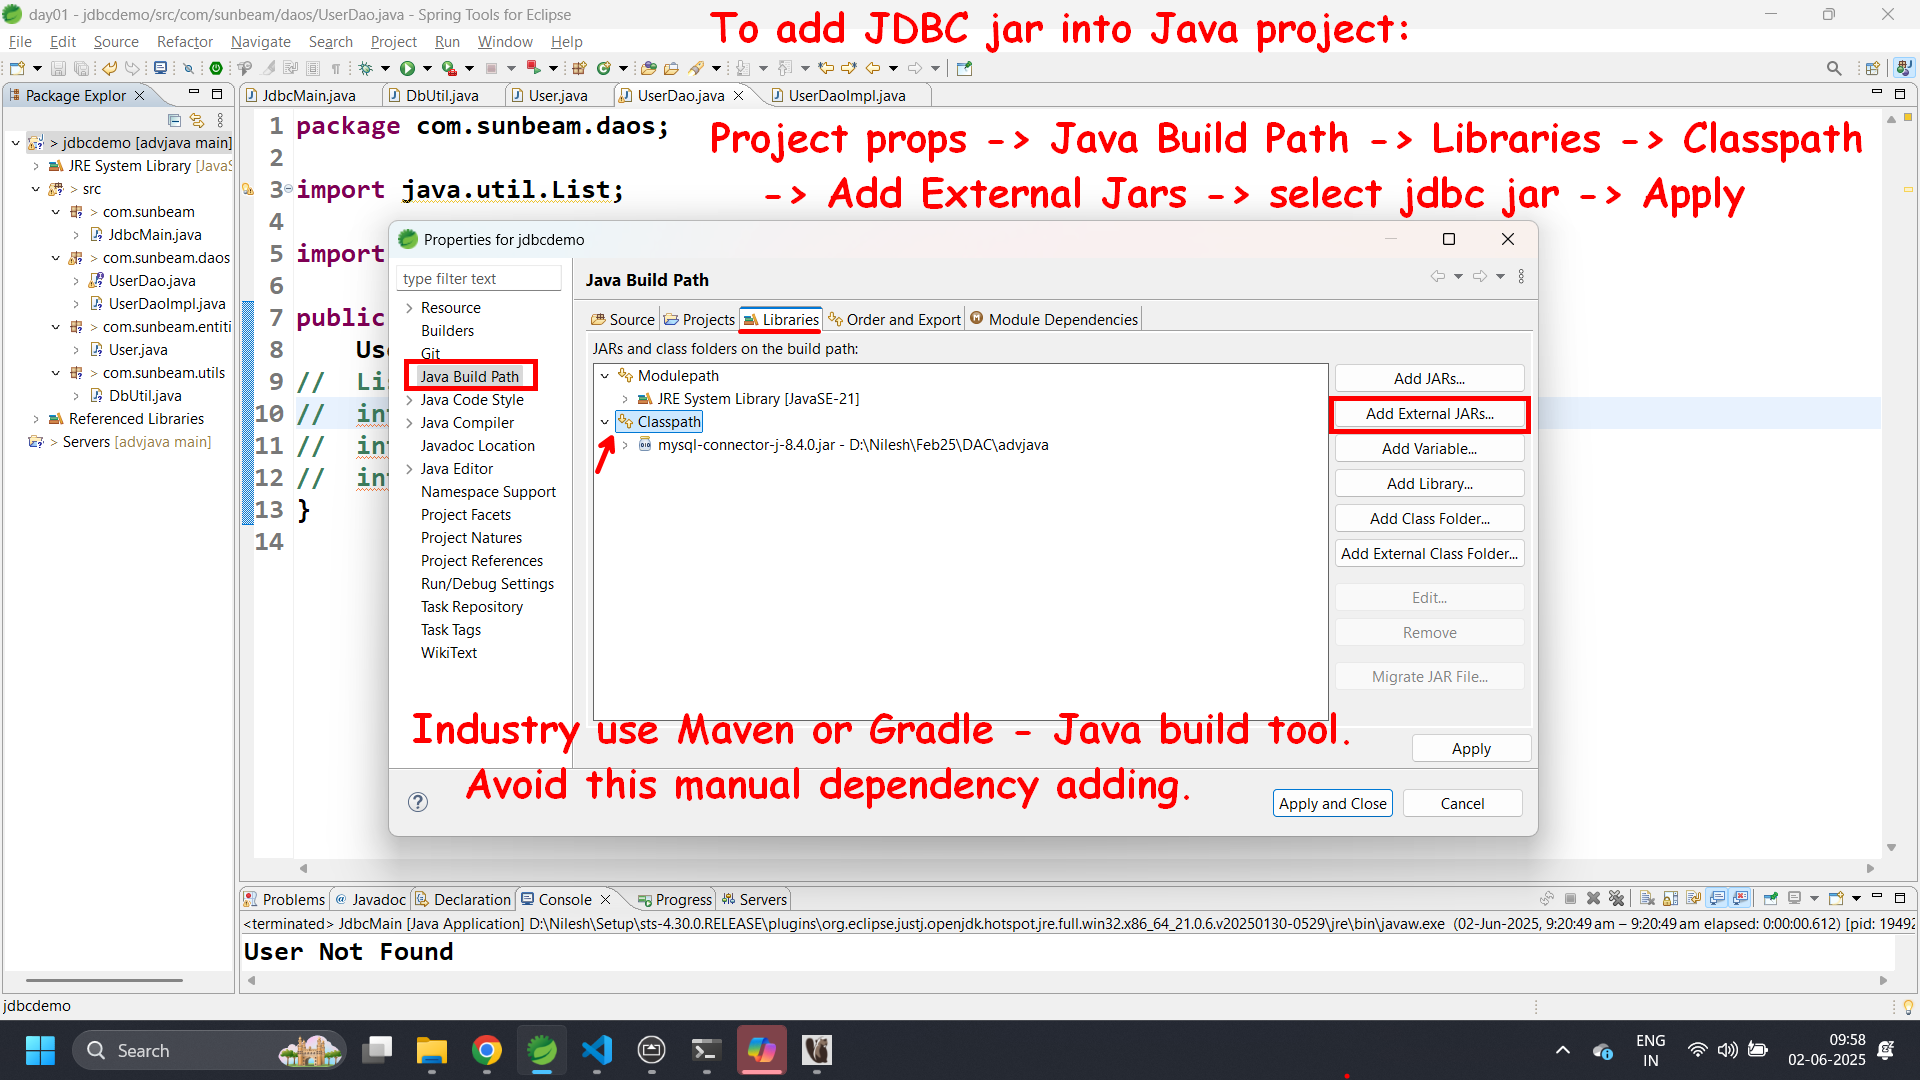 day01 - jdbcdemo/src/com/sunbeam/daos/UserDao.java - Spring Tools for Eclipse
To add JDBC jar into Java project:
File Edit Source Refactor Navigate Search Project Run Window Help
Package Explor
JdbcMain.java DbUtil.java User.java UserDao.java UserDaoImpl.java
Project props -> Java Build Path -> Libraries -> Classpath
-> Add External Jars -> select jdbc jar -> Apply
> jdbcdemo [advjava main]
JRE System Library [JavaS
> src
> com.sunbeam
JdbcMain.java
> com.sunbeam.daos
UserDao.java
UserDaoImpl.java
> com.sunbeam.entiti
User.java
> com.sunbeam.utils
DbUtil.java
Referenced Libraries
> Servers [advjava main]
1 package com.sunbeam.daos;
2
3 import java.util.List;
4
5 import
6
7 public
8 Use
9 // Li
10 // in
11 // in
12 // in
13 }
14
Properties for jdbcdemo
type filter text
Resource
Builders
Git
Java Build Path
Java Code Style
Java Compiler
Javadoc Location
Java Editor
Namespace Support
Project Facets
Project Natures
Project References
Run/Debug Settings
Task Repository
Task Tags
WikiText
Java Build Path
Source Projects Libraries Order and Export Module Dependencies
JARs and class folders on the build path:
Modulepath
JRE System Library [JavaSE-21]
Classpath
mysql-connector-j-8.4.0.jar - D:\Nilesh\Feb25\DAC\advjava
Add JARs...
Add External JARs...
Add Variable...
Add Library...
Add Class Folder...
Add External Class Folder...
Edit...
Remove
Migrate JAR File...
Industry use Maven or Gradle - Java build tool.
Avoid this manual dependency adding.
Apply
Apply and Close Cancel
Problems Javadoc Declaration Console Progress Servers
<terminated> JdbcMain [Java Application] D:\Nilesh\Setup\sts-4.30.0.RELEASE\plugins\org.eclipse.justj.openjdk.hotspot.jre.full.win32.x86_64_21.0.6.v20250130-0529\jre\bin\javaw.exe (02-Jun-2025, 9:20:49 am – 9:20:49 am elapsed: 0:00:00.612) [pid: 19492
User Not Found
jdbcdemo
Search
ENG
IN
09:58
02-06-2025